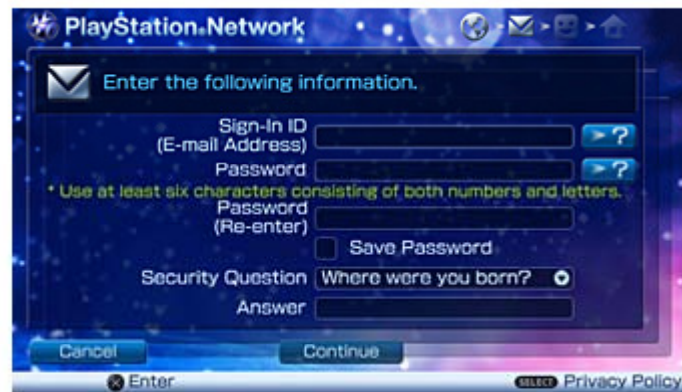 PlayStation®Network
Enter the following information.
Sign-In ID
(E-mail Address)
?
Password
?
* Use at least six characters consisting of both numbers and letters.
Password
(Re-enter)
Save Password
Security Question
Where were you born?
Answer
Cancel
Continue
Enter
SELECT Privacy Policy